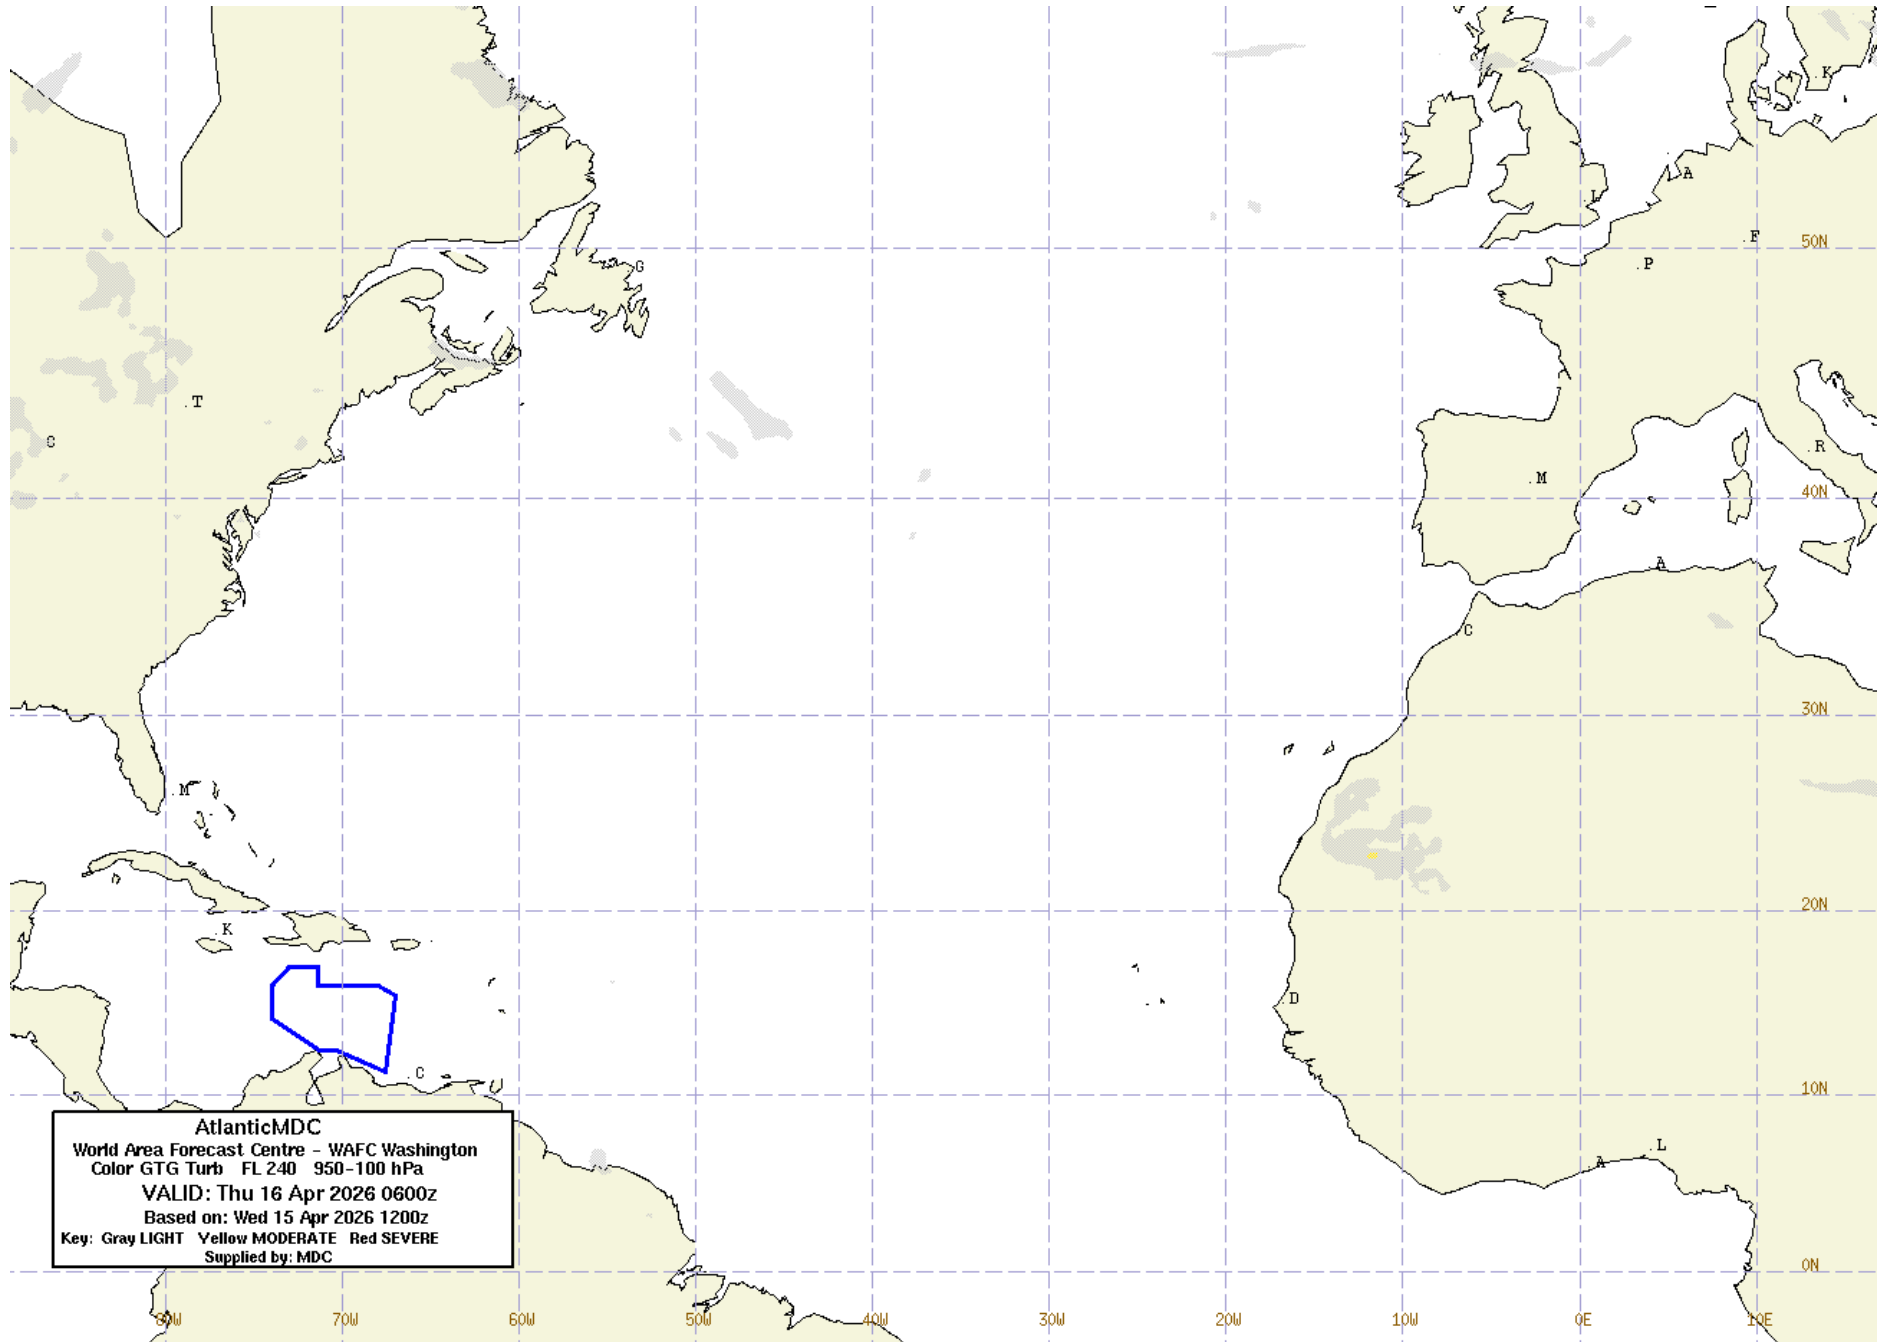 K
A
L
F
50N
P
G
T
C
R
M
40N
A
C
30N
M
20N
K
D
C
10N
L
A
0N
AtlanticMDC
World Area Forecast Centre - WAFC Washington
Color GTG Turb FL 240 950-100 hPa
VALID: Thu 16 Apr 2026 0600z
Based on: Wed 15 Apr 2026 1200z
Key: Gray LIGHT Yellow MODERATE Red SEVERE
Supplied by: MDC
80W 70W 60W 50W 40W 30W 20W 10W 0E 10E